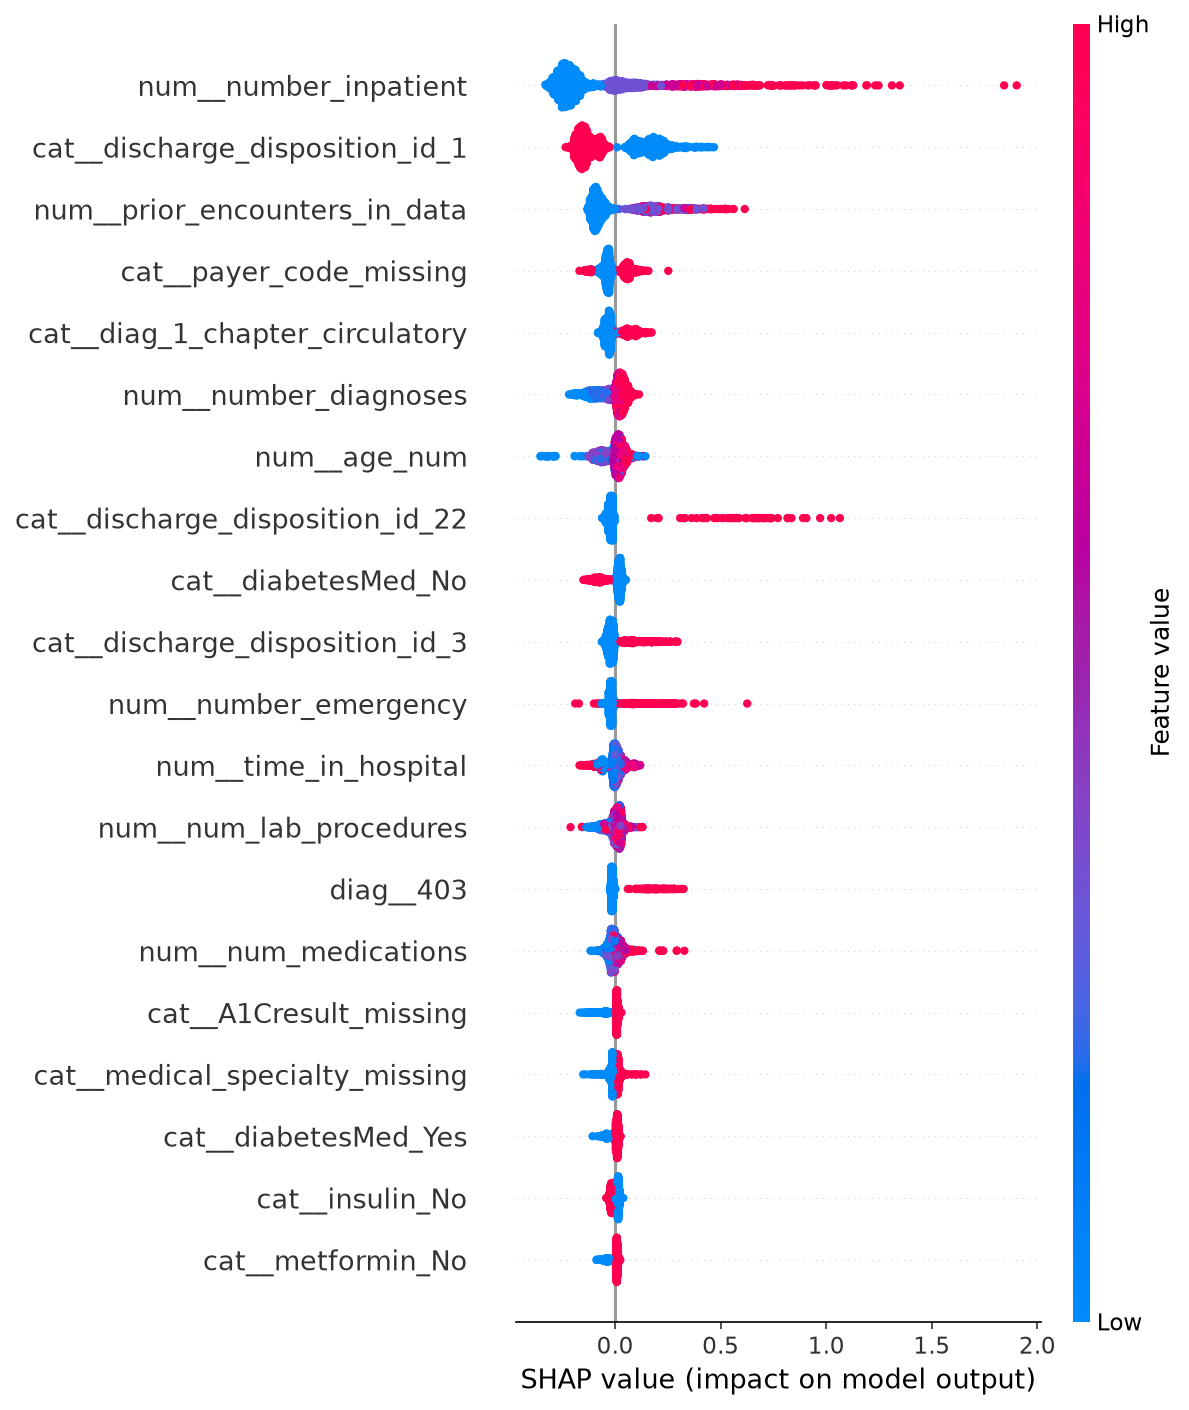 High
num__number_inpatient
cat__discharge_disposition_id_1
num__prior_encounters_in_data
cat__payer_code_missing
cat__diag_1_chapter_circulatory
num__number_diagnoses
num__age_num
cat__discharge_disposition_id_22
cat__diabetesMed_No
cat__discharge_disposition_id_3
num__number_emergency
num__time_in_hospital
num__num_lab_procedures
diag__403
num__num_medications
cat__A1Cresult_missing
cat__medical_specialty_missing
cat__diabetesMed_Yes
cat__insulin_No
cat__metformin_No
Feature value
Low
0.0 0.5 1.0 1.5 2.0
SHAP value (impact on model output)